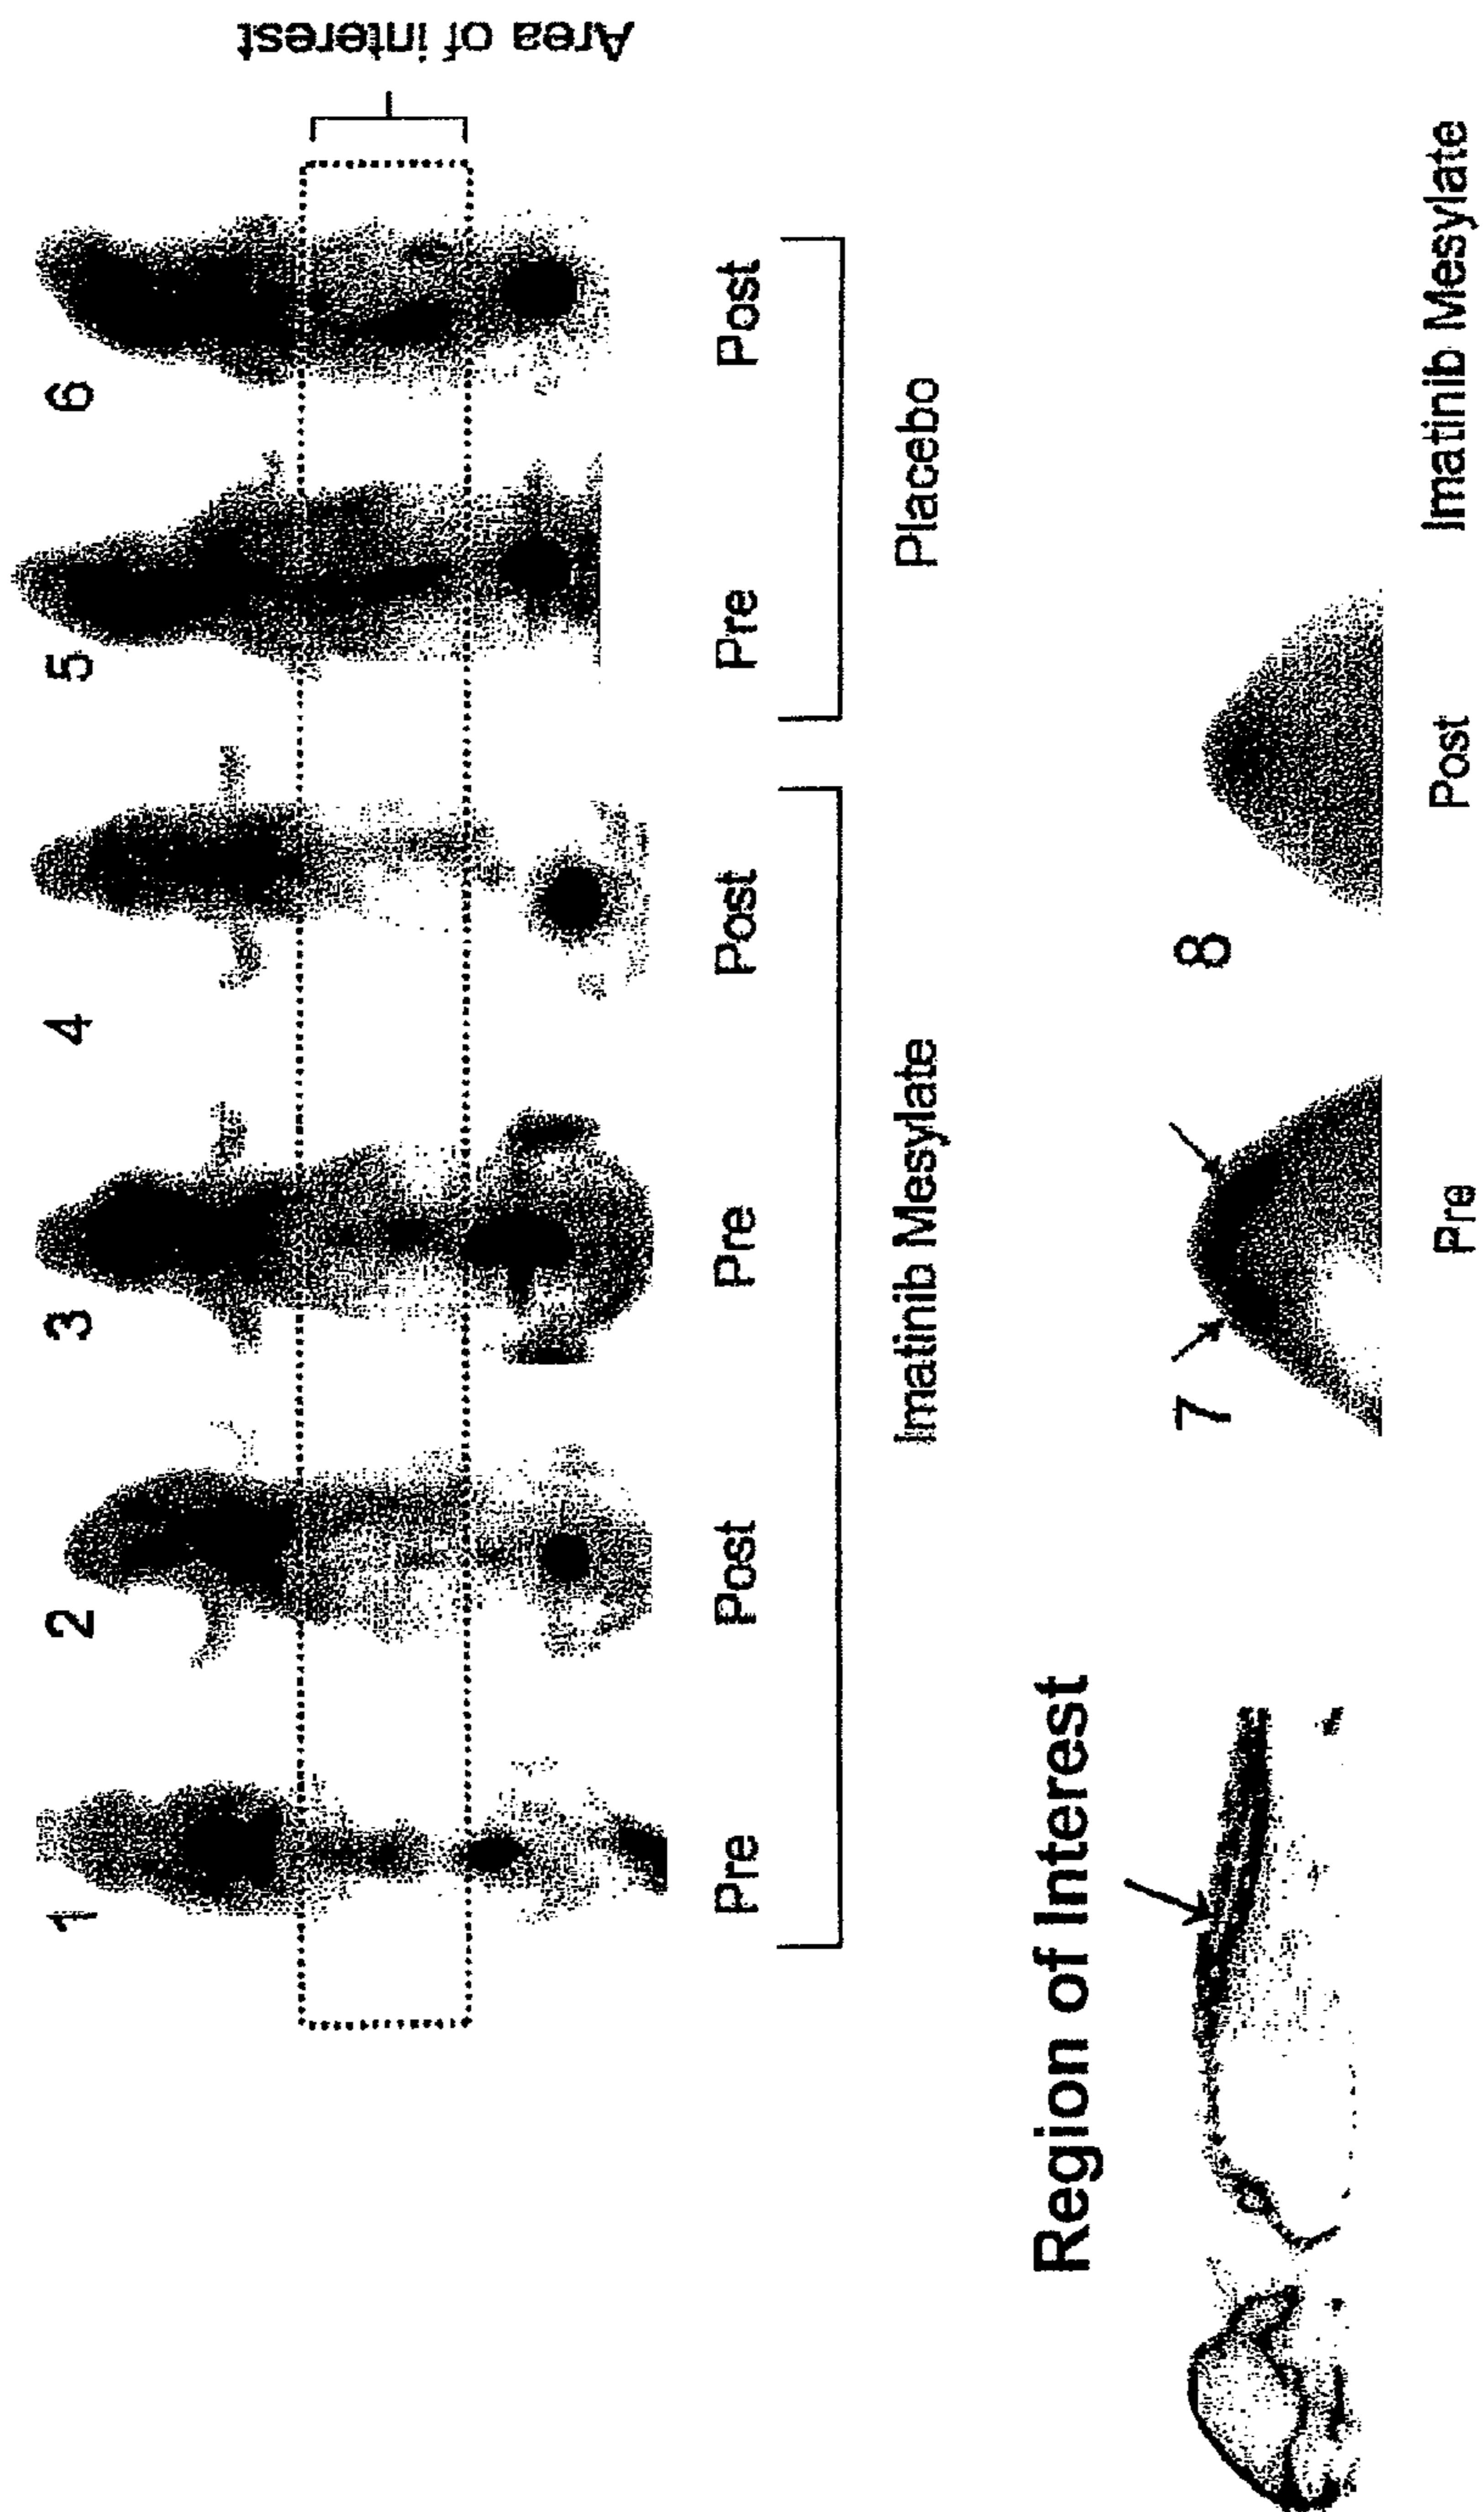 Area of interest
1 2 3 4 5 6
Pre Post Pre Post Pre Post
Imatinib Mesylate Placebo
Region of Interest
7 8
Pre Post Imatinib Mesylate